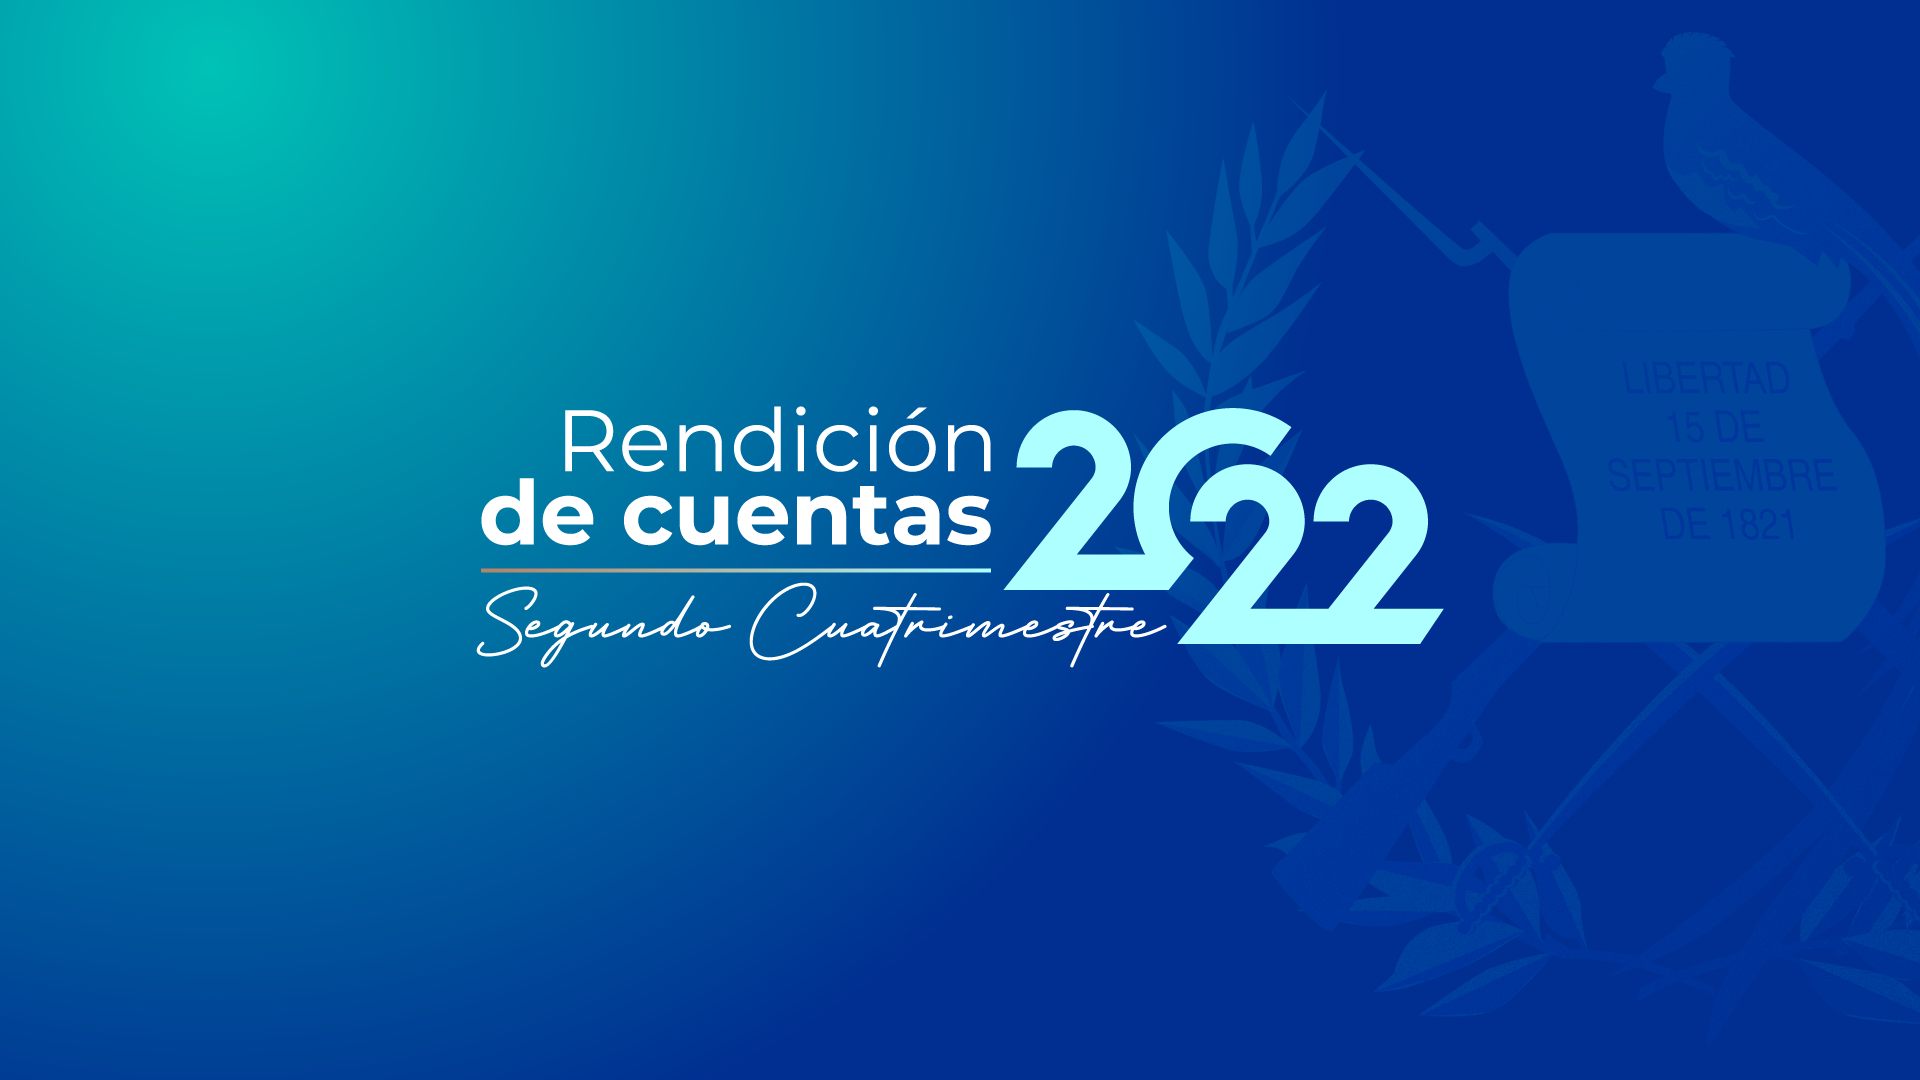 Rendición
de cuentas
2022
Segundo Cuatrimestre
LIBERTAD
15 DE
SEPTIEMBRE
DE 1821